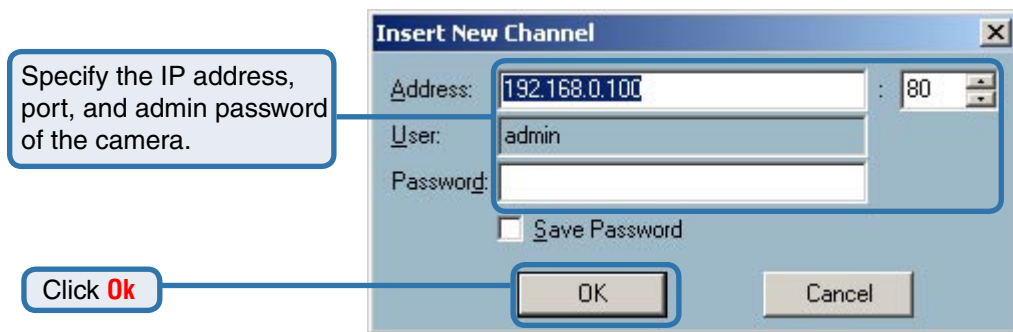 Insert New Channel
Specify the IP address,
port, and admin password
of the camera.
Address: 192.168.0.100 : 80
User: admin
Password:
Save Password
Click Ok
OK Cancel